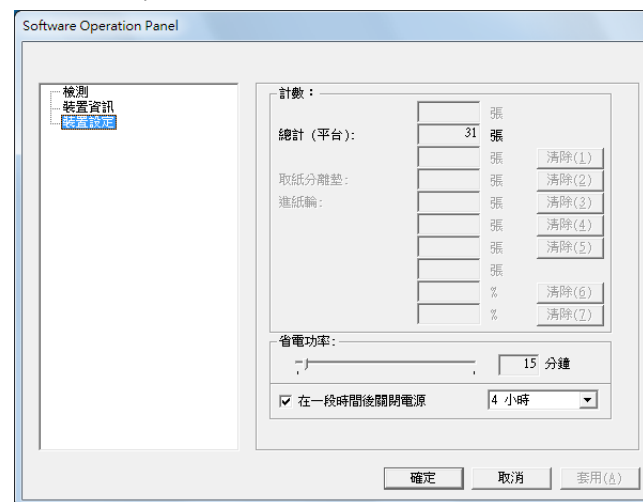 Software Operation Panel
檢測
裝置資訊
裝置設定
計數：
張
總計 (平台): 31 張
張 清除(1)
取紙分離墊: 張 清除(2)
進紙輪: 張 清除(3)
張 清除(4)
張 清除(5)
張
% 清除(6)
% 清除(7)
省電功率:
15 分鐘
在一段時間後關閉電源 4 小時
確定 取消 套用(A)